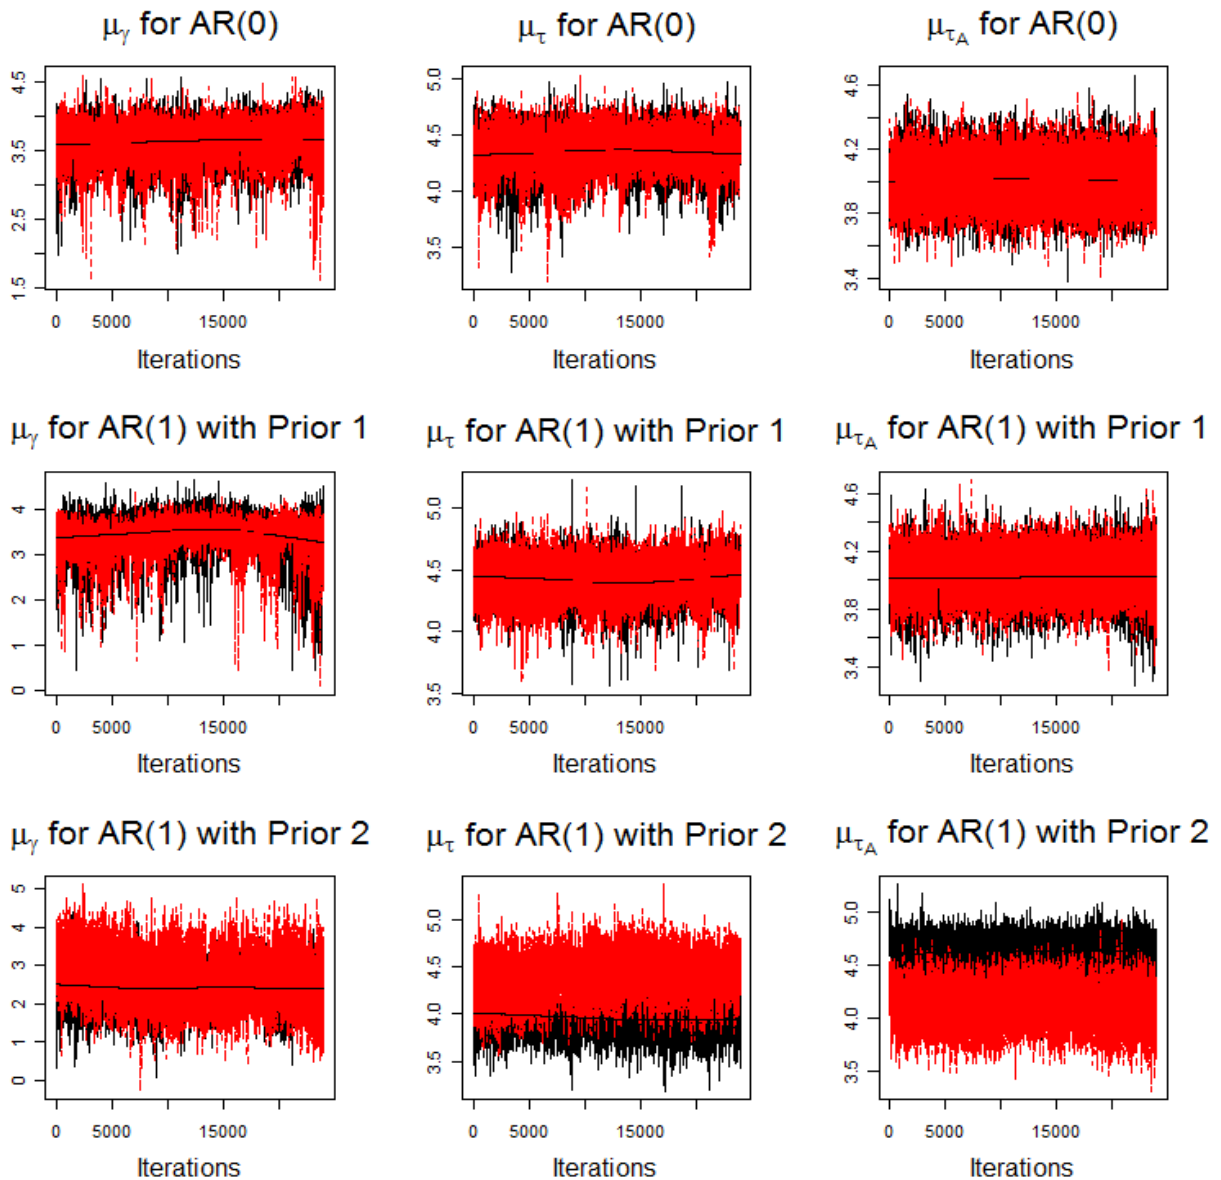 μγ for AR(0)
μτ for AR(0)
μτA for AR(0)
4.5
3.5
2.5
1.5
0 5000 15000
Iterations
5.0
4.5
4.0
3.5
0 5000 15000
Iterations
4.6
4.2
3.8
3.4
0 5000 15000
Iterations
μγ for AR(1) with Prior 1
μτ for AR(1) with Prior 1
μτA for AR(1) with Prior 1
4
3
2
1
0
0 5000 15000
Iterations
5.0
4.5
4.0
3.5
0 5000 15000
Iterations
4.6
4.2
3.8
3.4
0 5000 15000
Iterations
μγ for AR(1) with Prior 2
μτ for AR(1) with Prior 2
μτA for AR(1) with Prior 2
5
4
3
2
1
0
0 5000 15000
Iterations
5.0
4.5
4.0
3.5
0 5000 15000
Iterations
5.0
4.5
4.0
3.5
0 5000 15000
Iterations